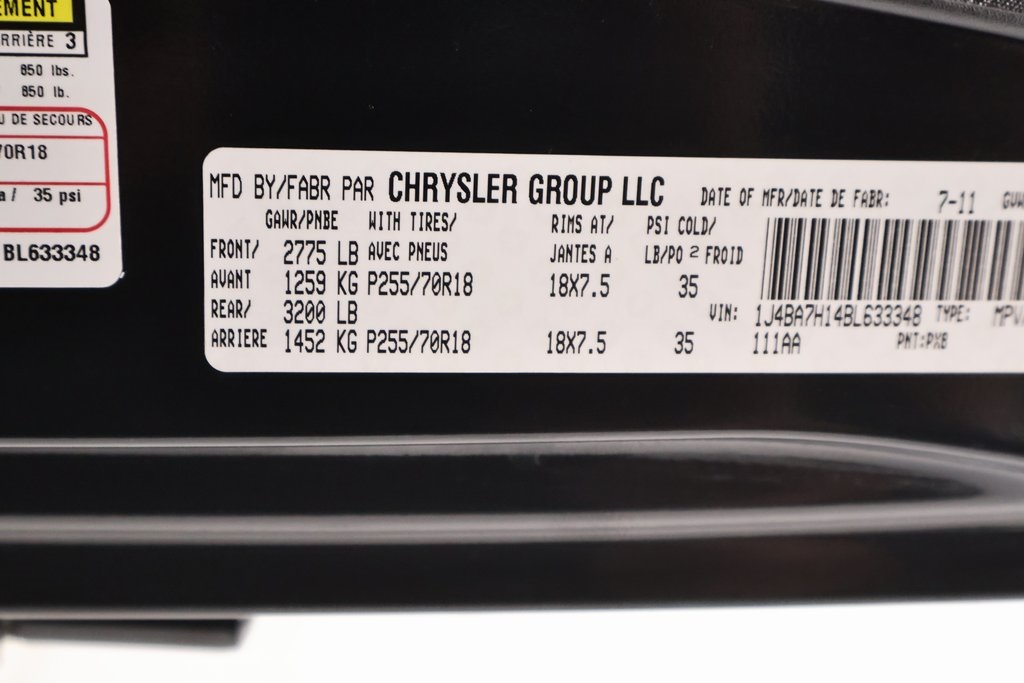 EMENT
RRIÈRE 3
850 lbs.
850 lb.
U DE SECOURS
70R18
a / 35 psi
BL633348
MFD BY/FABR PAR CHRYSLER GROUP LLC DATE OF MFR/DATE DE FABR: 7-11 GVW
GAWR/PNBE WITH TIRES/ RIMS AT/ PSI COLD/
FRONT/ 2775 LB AVEC PNEUS JANTES A LB/PO 2 FROID
AVANT 1259 KG P255/70R18 18X7.5 35
REAR/ 3200 LB VIN: 1J4BA7H14BL633348 TYPE: MPV
ARRIERE 1452 KG P255/70R18 18X7.5 35 111AA PNT:PXB